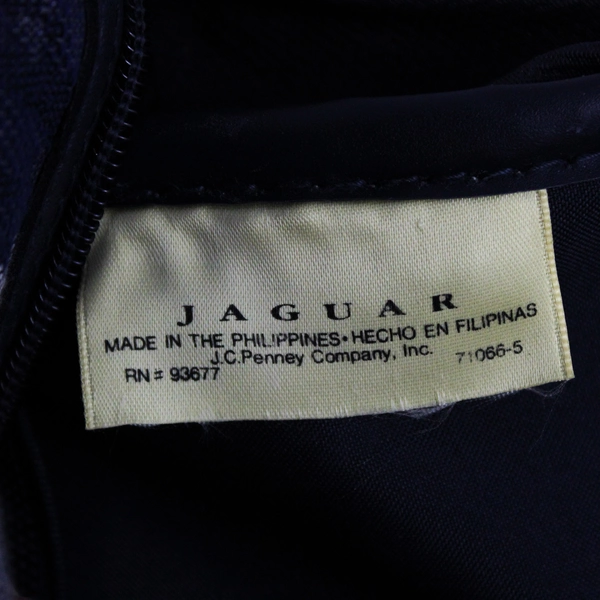 JAGUAR
MADE IN THE PHILIPPINES • HECHO EN FILIPINAS
J.C.Penney Company, Inc. 71066-5
RN # 93677